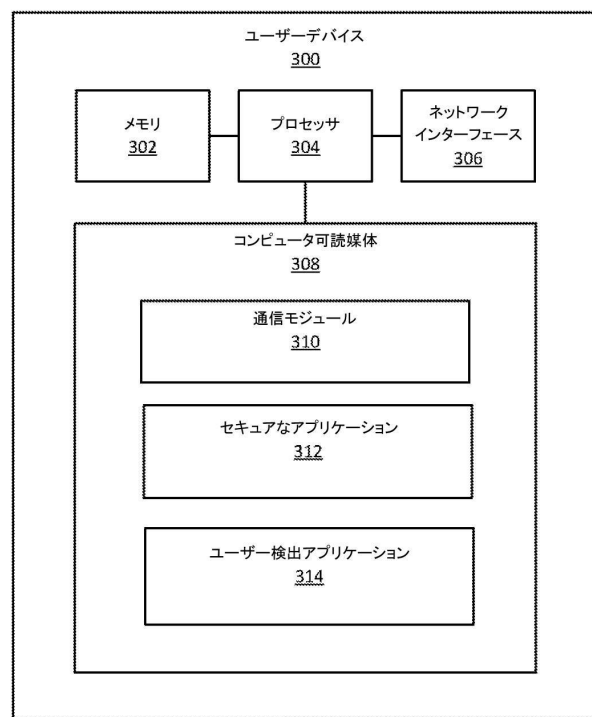 ユーザーデバイス
300
メモリ
302
プロセッサ
304
ネットワーク
インターフェース
306
コンピュータ可読媒体
308
通信モジュール
310
セキュアなアプリケーション
312
ユーザー検出アプリケーション
314